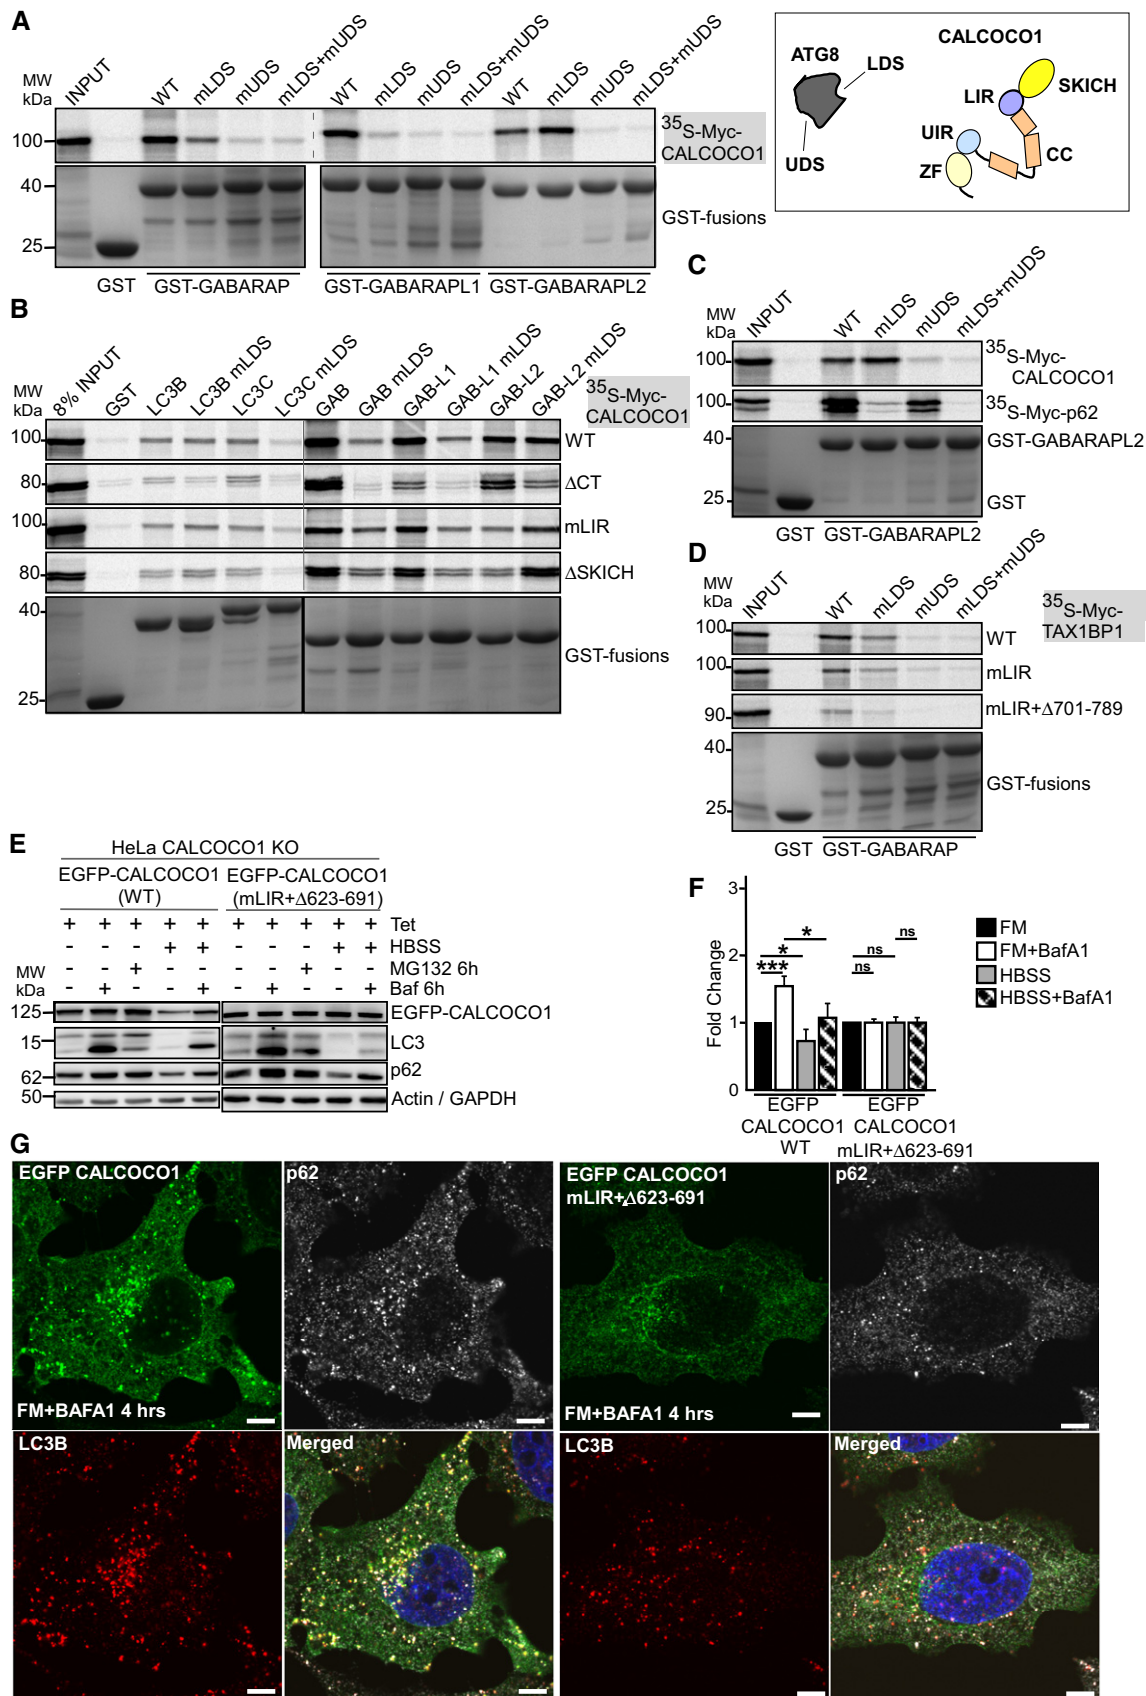 A
MW
kDa
INPUT
WT
mLDS
mUDS
mLDS+mUDS
WT
mLDS
mUDS
mLDS+mUDS
WT
mLDS
mUDS
mLDS+mUDS
100
40
25
35S-Myc-
CALCOCO1
GST-fusions
GST
GST-GABARAP
GST-GABARAPL1
GST-GABARAPL2
ATG8
LDS
UDS
CALCOCO1
SKICH
LIR
UIR
CC
ZF
B
MW
kDa
8% INPUT
GST
LC3B
LC3B mLDS
LC3C
LC3C mLDS
GAB
GAB mLDS
GAB-L1
GAB-L1 mLDS
GAB-L2
GAB-L2 mLDS
35S-Myc-
CALCOCO1
100
WT
80
ΔCT
100
mLIR
80
ΔSKICH
40
25
GST-fusions
C
MW
kDa
INPUT
WT
mLDS
mUDS
mLDS+mUDS
100
35S-Myc-
CALCOCO1
100
35S-Myc-p62
40
GST-GABARAPL2
25
GST
GST
GST-GABARAPL2
D
MW
kDa
INPUT
WT
mLDS
mUDS
mLDS+mUDS
35S-Myc-
TAX1BP1
100
WT
100
mLIR
90
mLIR+Δ701-789
40
25
GST-fusions
GST
GST-GABARAP
E
HeLa CALCOCO1 KO
EGFP-CALCOCO1
(WT)
EGFP-CALCOCO1
(mLIR+Δ623-691)
+ + + + + + + + + + Tet
- - - + + - - - + + HBSS
- - + - - - - + - - MG132 6h
- + - - + - + - - + Baf 6h
MW
kDa
125
EGFP-CALCOCO1
15
LC3
62
p62
50
Actin / GAPDH
F
Fold Change
3
2
1
0
*
*
***
ns
ns
ns
FM
FM+BafA1
HBSS
HBSS+BafA1
EGFP
CALCOCO1
WT
EGFP
CALCOCO1
mLIR+Δ623-691
G
EGFP CALCOCO1
FM+BAFA1 4 hrs
p62
EGFP CALCOCO1
mLIR+Δ623-691
FM+BAFA1 4 hrs
p62
LC3B
Merged
LC3B
Merged